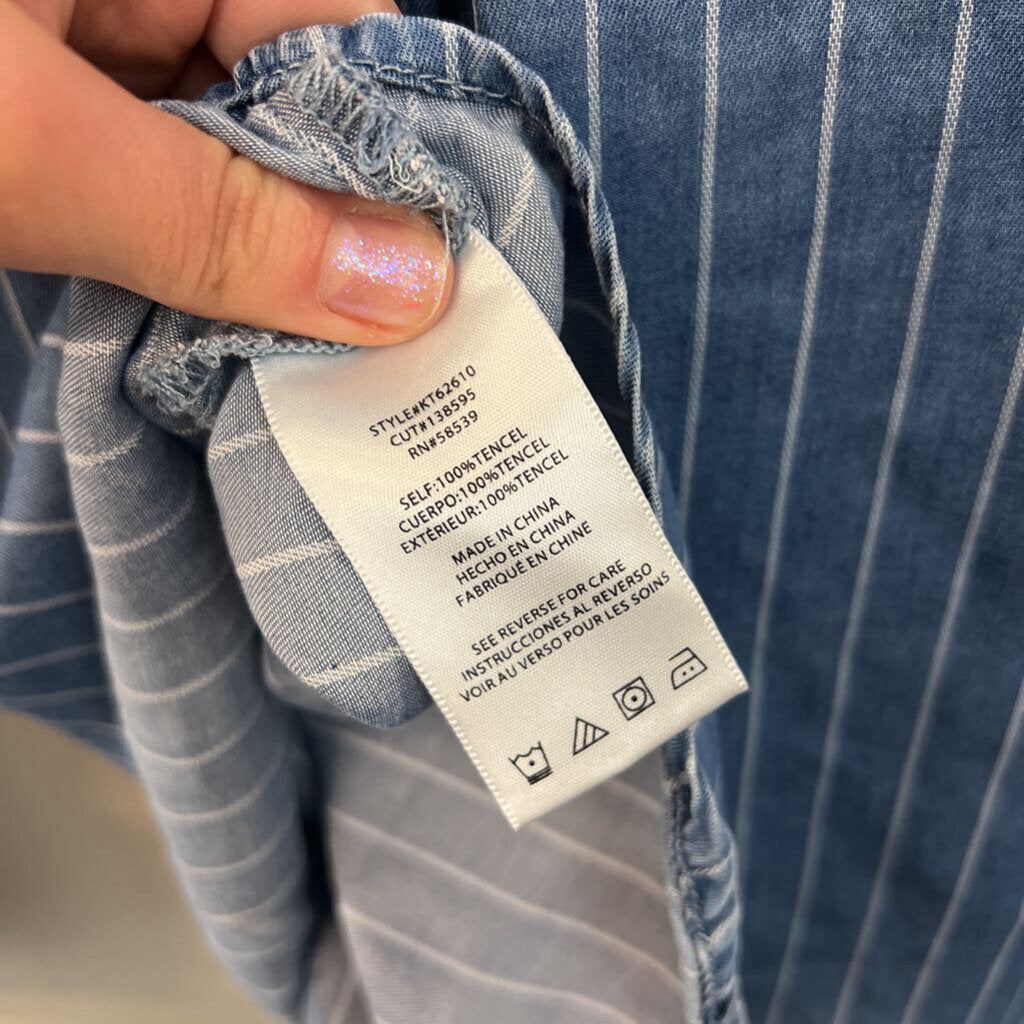 STYLE#KT62610
CUT#138595
RN#58539
SELF:100%TENCEL
CUERPO:100%TENCEL
EXTÉRIEUR:100%TENCEL
MADE IN CHINA
HECHO EN CHINA
FABRIQUÉ EN CHINE
SEE REVERSE FOR CARE
INSTRUCCIONES AL REVERSO
VOIR AU VERSO POUR LES SOINS